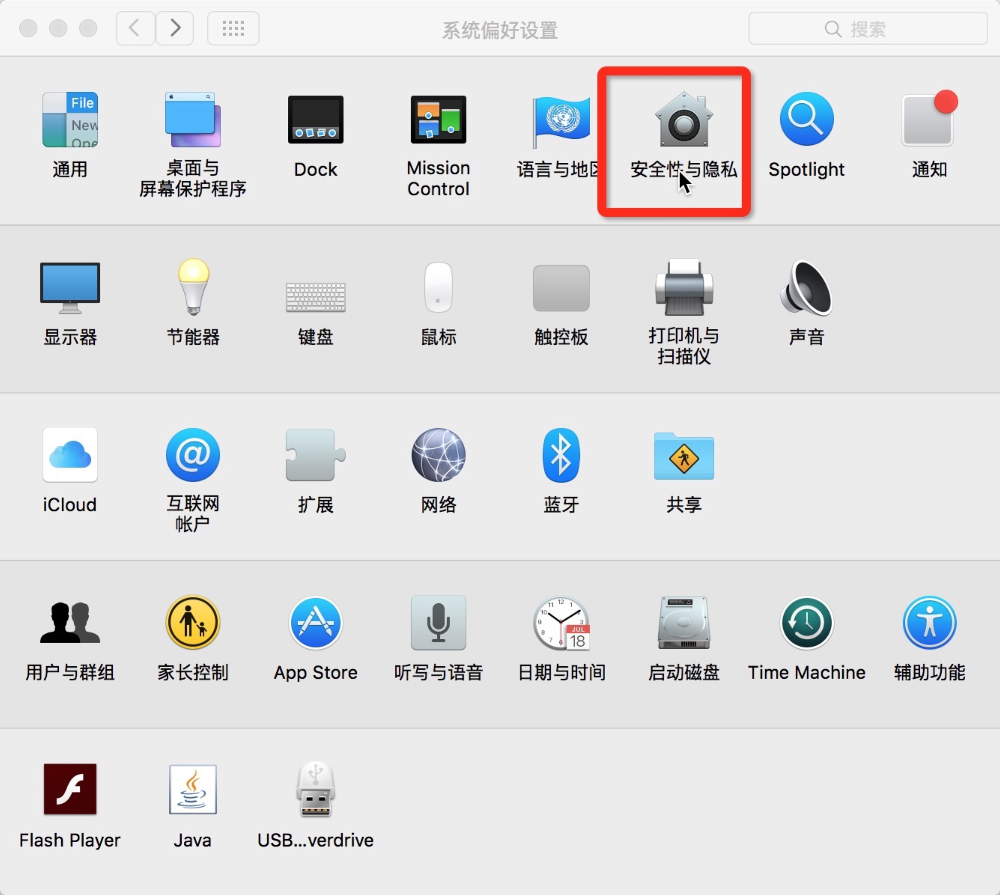 系统偏好设置
搜索
File
New
Ope
通用
桌面与
屏幕保护程序
Dock
Mission
Control
语言与地区
安全性与隐私
Spotlight
通知
显示器
节能器
键盘
鼠标
触控板
打印机与
扫描仪
声音
iCloud
互联网
帐户
扩展
网络
蓝牙
共享
JUL
18
用户与群组
家长控制
App Store
听写与语音
日期与时间
启动磁盘
Time Machine
辅助功能
Flash Player
Java
USB...verdrive